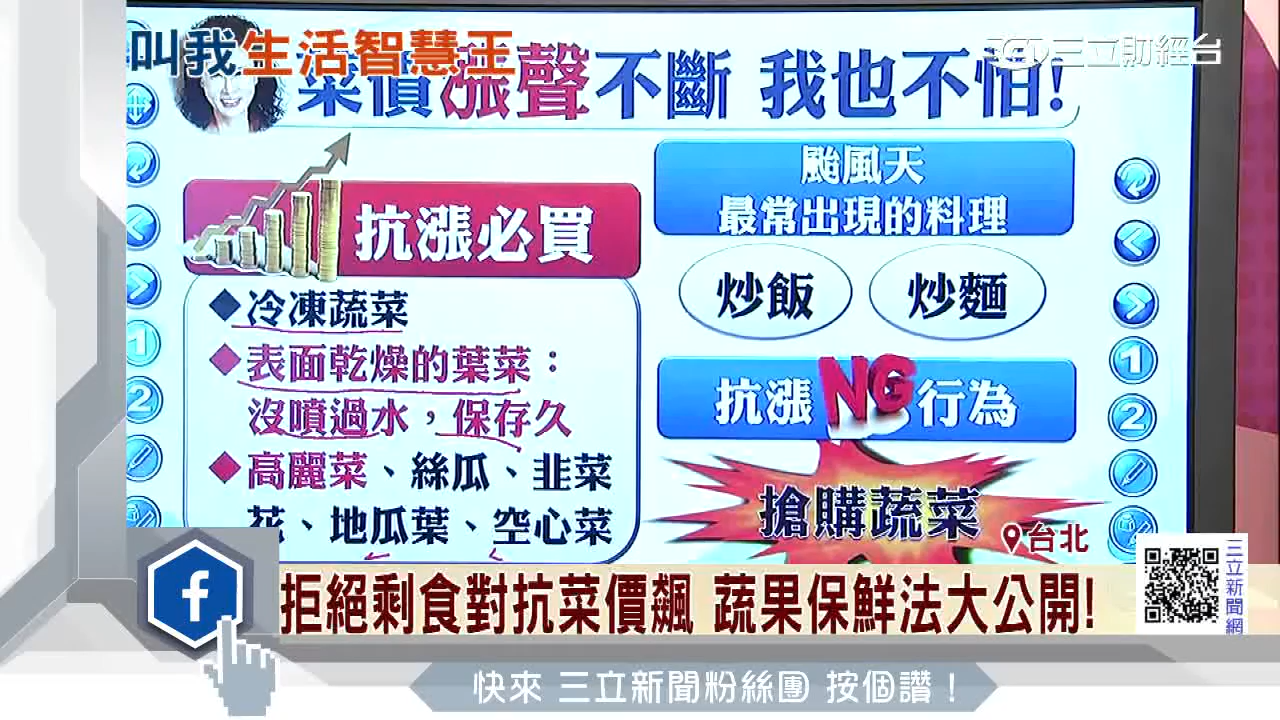 叫我生活智慧王
三立財經台
菜價漲聲不斷 我也不怕!
抗漲必買
◆冷凍蔬菜
◆表面乾燥的葉菜：
沒噴過水，保存久
◆高麗菜、絲瓜、韭菜
花、地瓜葉、空心菜
颱風天
最常出現的料理
炒飯
炒麵
抗漲NG行為
搶購蔬菜
1
2
1
2
台北
拒絕剩食對抗菜價飆 蔬果保鮮法大公開!
三立新聞網
快來 三立新聞粉絲團 按個讚！